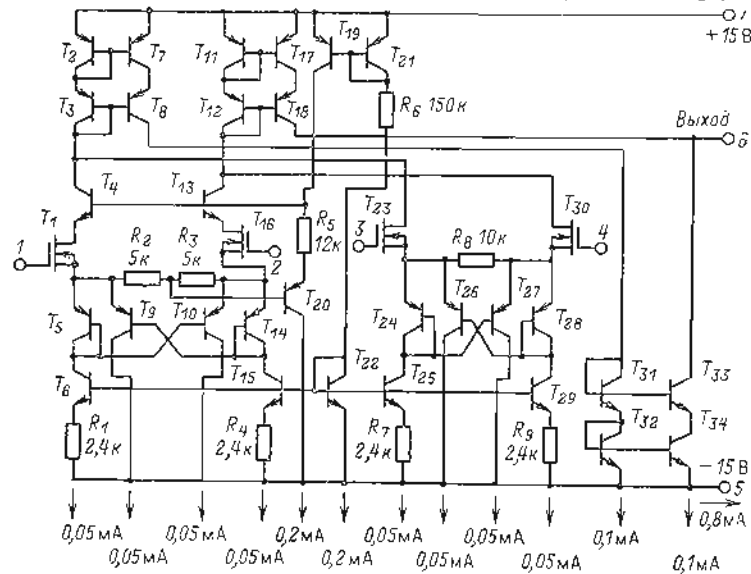 7
+15В
T2
T7
T11
T17
T19
T21
T3
T8
T12
T18
R6 150к
Выход
6
T4
T13
T1
1
R2
5к
R3
5к
T16
2
R5
12к
T23
3
R8 10к
T30
4
T5
T9
T10
T14
T20
T24
T26
T27
T28
T6
T15
T22
T25
T29
T31
T33
T32
T34
R1
2,4к
R4
2,4к
R7
2,4к
R9
2,4к
-15В
5
0,05мА
0,05мА
0,05мА
0,05мА
0,2мА
0,2мА
0,05мА
0,05мА
0,05мА
0,05мА
0,1мА
0,1мА
0,8мА